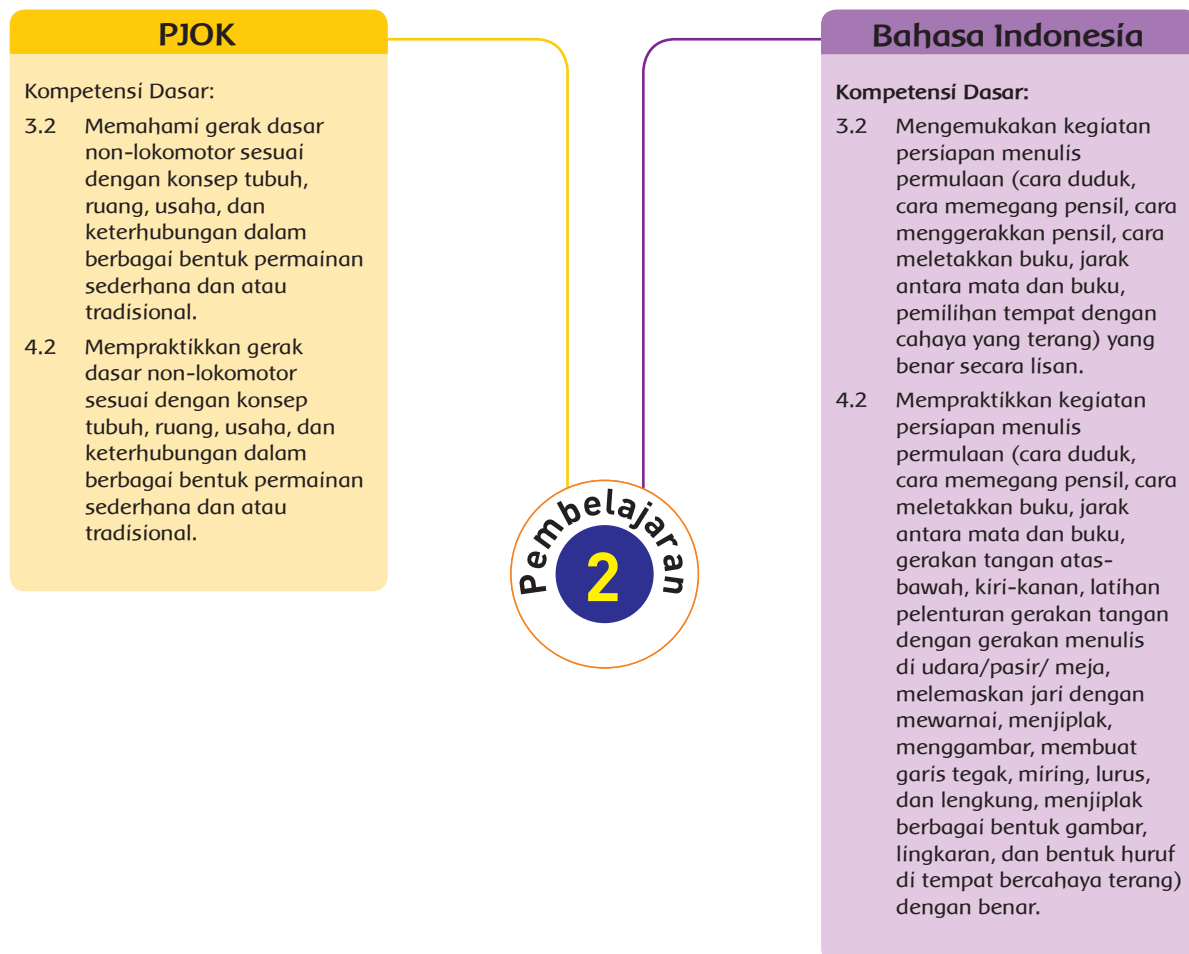 PJOK
Kompetensi Dasar:
3.2 Memahami gerak dasar
non-lokomotor sesuai
dengan konsep tubuh,
ruang, usaha, dan
keterhubungan dalam
berbagai bentuk permainan
sederhana dan atau
tradisional.
4.2 Mempraktikkan gerak
dasar non-lokomotor
sesuai dengan konsep
tubuh, ruang, usaha, dan
keterhubungan dalam
berbagai bentuk permainan
sederhana dan atau
tradisional.
Pembelajaran
2
Bahasa Indonesia
Kompetensi Dasar:
3.2 Mengemukakan kegiatan
persiapan menulis
permulaan (cara duduk,
cara memegang pensil, cara
menggerakkan pensil, cara
meletakkan buku, jarak
antara mata dan buku,
pemilihan tempat dengan
cahaya yang terang) yang
benar secara lisan.
4.2 Mempraktikkan kegiatan
persiapan menulis
permulaan (cara duduk,
cara memegang pensil, cara
meletakkan buku, jarak
antara mata dan buku,
gerakan tangan atas-
bawah, kiri-kanan, latihan
pelenturan gerakan tangan
dengan gerakan menulis
di udara/pasir/ meja,
melemaskan jari dengan
mewarnai, menjiplak,
menggambar, membuat
garis tegak, miring, lurus,
dan lengkung, menjiplak
berbagai bentuk gambar,
lingkaran, dan bentuk huruf
di tempat bercahaya terang)
dengan benar.